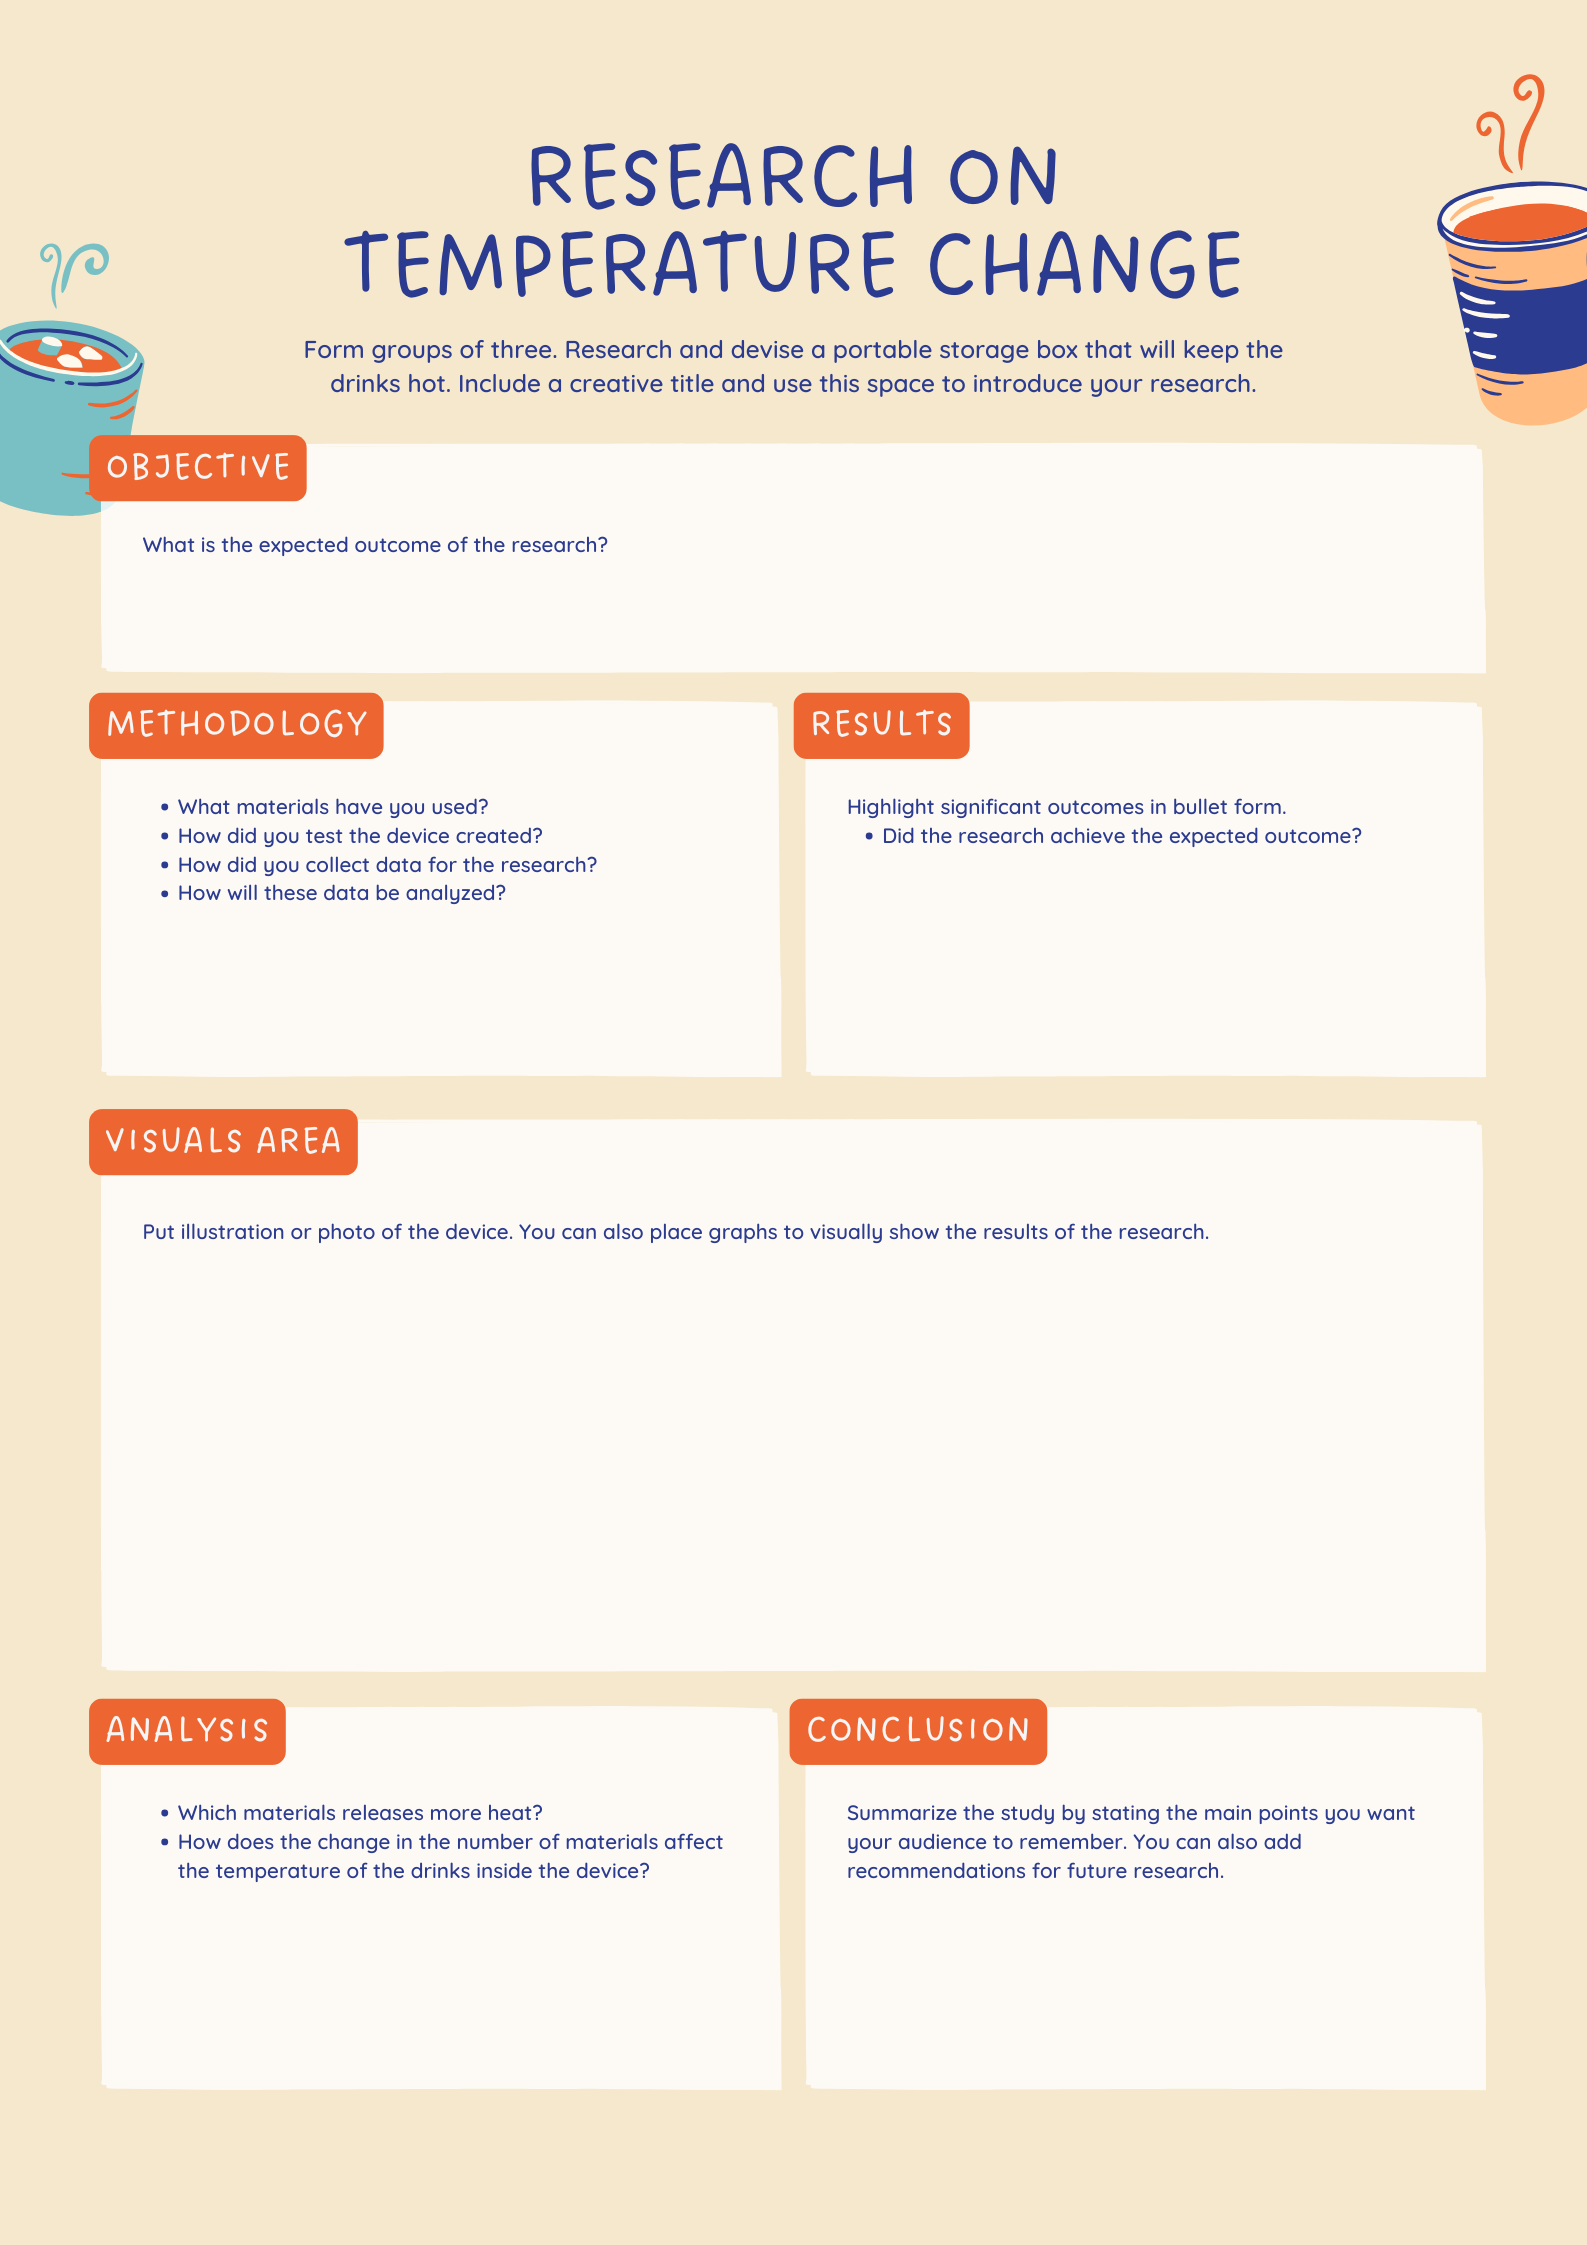 RESEARCH ON
TEMPERATURE CHANGE
Form groups of three. Research and devise a portable storage box that will keep the
drinks hot. Include a creative title and use this space to introduce your research.
OBJECTIVE
What is the expected outcome of the research?
METHODOLOGY
• What materials have you used?
• How did you test the device created?
• How did you collect data for the research?
• How will these data be analyzed?
RESULTS
Highlight significant outcomes in bullet form.
• Did the research achieve the expected outcome?
VISUALS AREA
Put illustration or photo of the device. You can also place graphs to visually show the results of the research.
ANALYSIS
• Which materials releases more heat?
• How does the change in the number of materials affect
the temperature of the drinks inside the device?
CONCLUSION
Summarize the study by stating the main points you want
your audience to remember. You can also add
recommendations for future research.